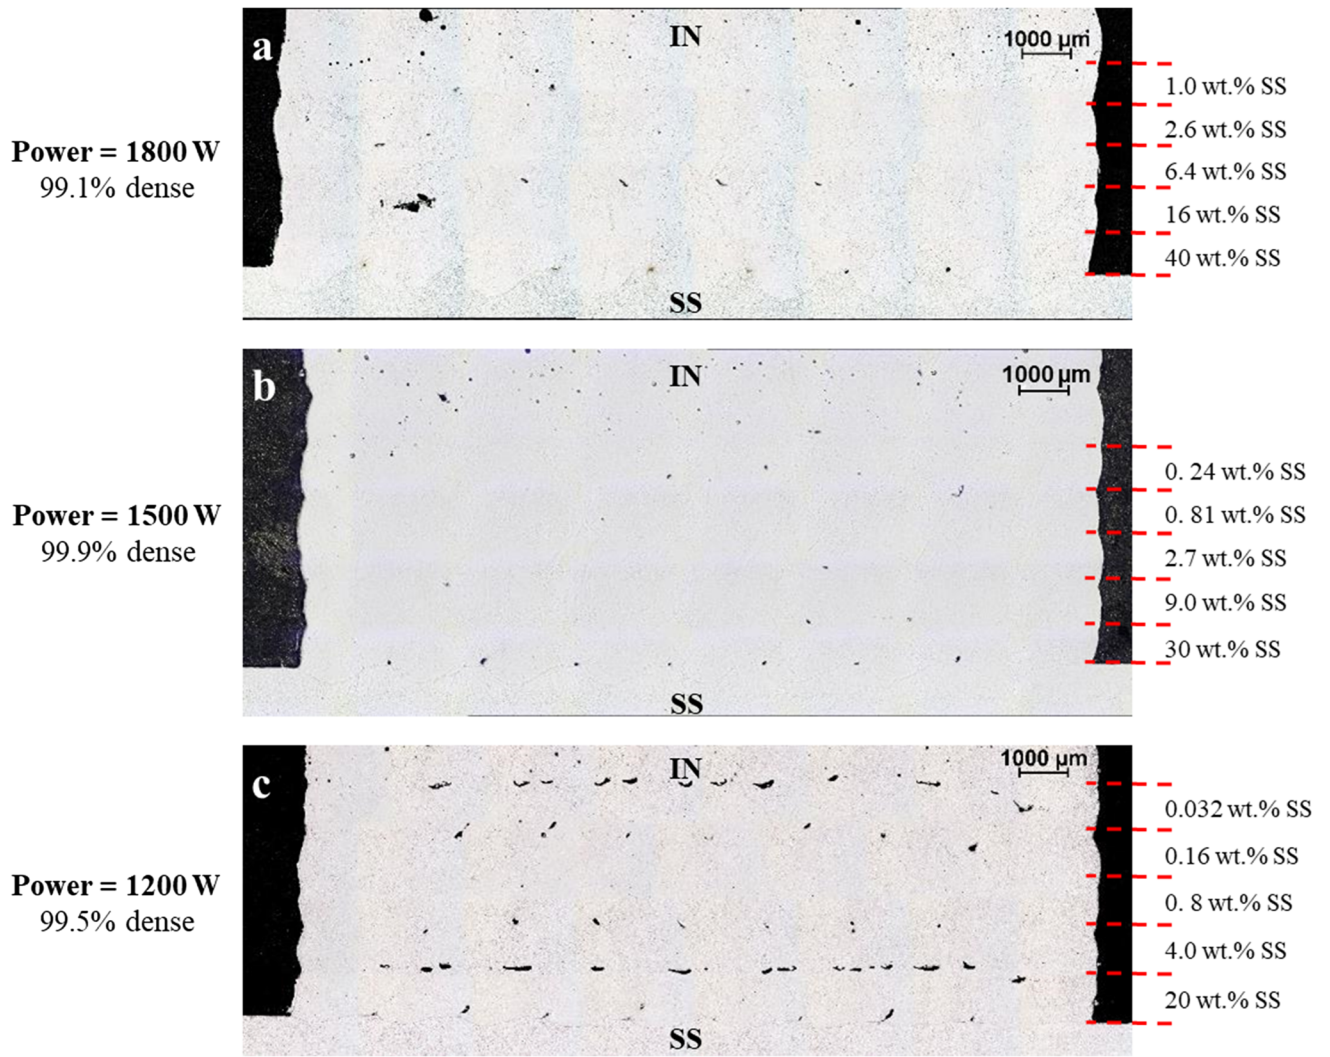 a
IN
1000 µm
Power = 1800 W
99.1% dense
1.0 wt.% SS
2.6 wt.% SS
6.4 wt.% SS
16 wt.% SS
40 wt.% SS
SS
b
IN
1000 µm
Power = 1500 W
99.9% dense
0. 24 wt.% SS
0. 81 wt.% SS
2.7 wt.% SS
9.0 wt.% SS
30 wt.% SS
SS
c
IN
1000 µm
Power = 1200 W
99.5% dense
0.032 wt.% SS
0.16 wt.% SS
0. 8 wt.% SS
4.0 wt.% SS
20 wt.% SS
SS